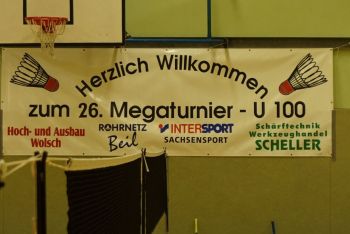 Herzlich Willkommen
zum 26. Megaturnier - U 100
Hoch- und Ausbau
Wolsch
ROHRNETZ
Beil
INTERSPORT
SACHSENSPORT
Schärftechnik
Werkzeughandel
SCHELLER